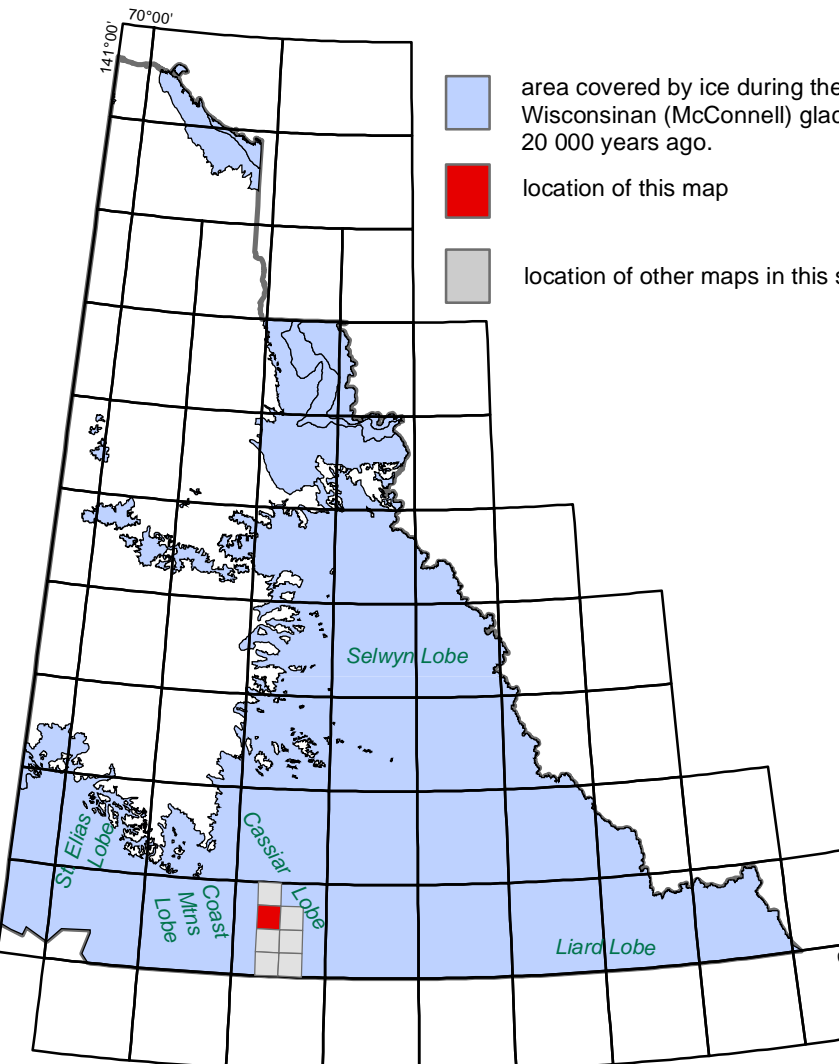 70°00'
141°00'
area covered by ice during the
Wisconsinan (McConnell)
20 000 years ago.
location of this map
location of other maps in this
Selwyn Lobe
St. Elias
Lobe
Cassiar
Lobe
Coast
Mtns
Lobe
Liard Lobe